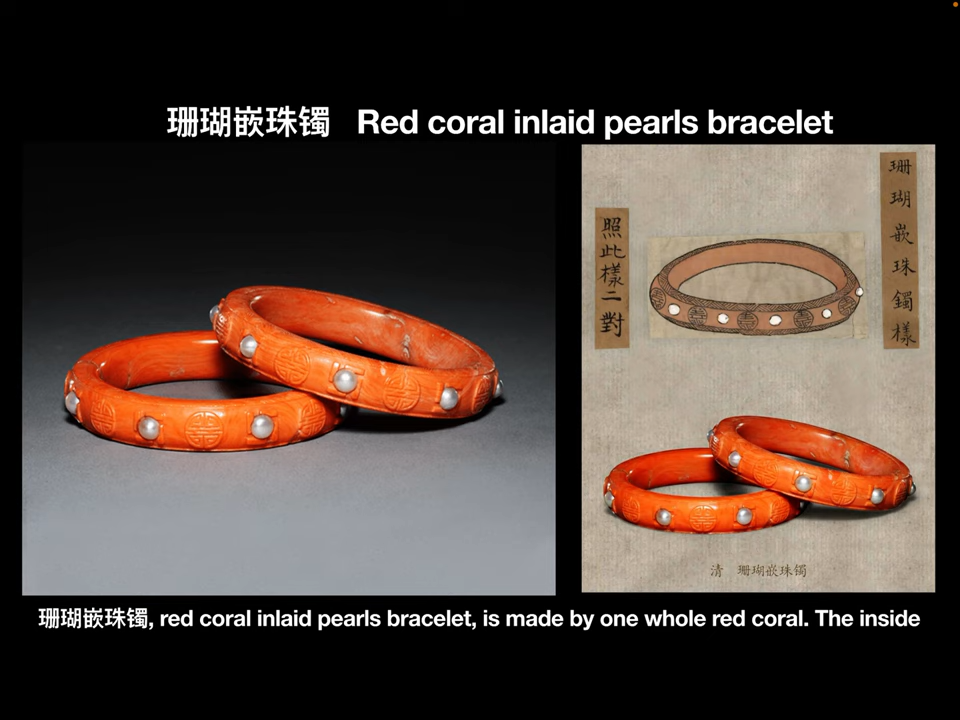 珊瑚嵌珠镯 Red coral inlaid pearls bracelet
珊瑚嵌珠鐲樣
照此樣二對
清 珊瑚嵌珠镯
珊瑚嵌珠镯, red coral inlaid pearls bracelet, is made by one whole red coral. The inside